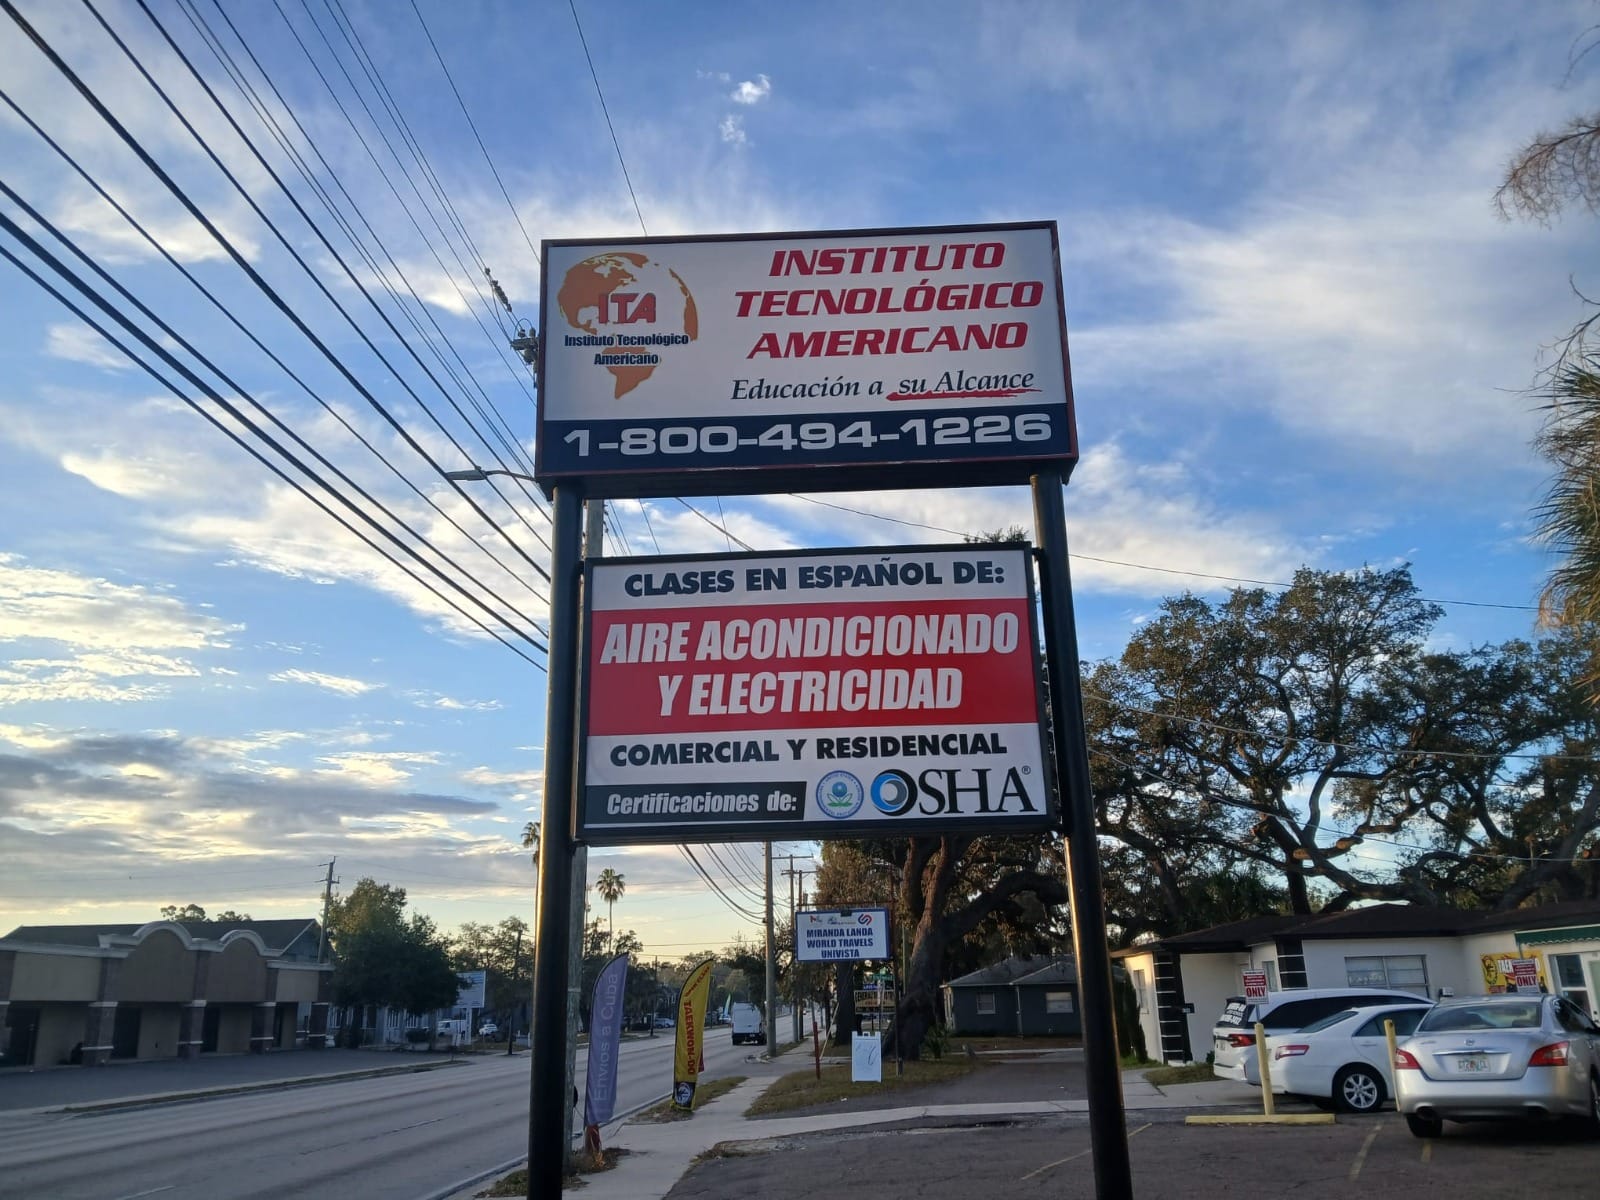 ITA
Instituto Tecnológico
Americano
INSTITUTO
TECNOLÓGICO
AMERICANO
Educación a su Alcance
1-800-494-1226
CLASES EN ESPAÑOL DE:
AIRE ACONDICIONADO
Y ELECTRICIDAD
COMERCIAL Y RESIDENCIAL
Certificaciones de:
OSHA®
MIRANDA LANDA
WORLD TRAVELS
UNIVISTA
Envios a Cuba
TAEKWON-DO
ONLY
ONLY